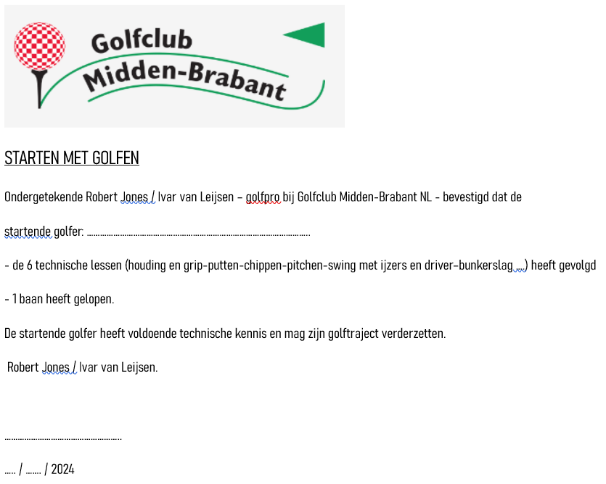 Golfclub
Midden-Brabant
STARTEN MET GOLFEN
Ondergetekende Robert Jones / Ivar van Leijsen – golfpro bij Golfclub Midden-Brabant NL - bevestigd dat de
startende golfer: ……………………………………………………………………………………….
- de 6 technische lessen (houding en grip-putten-chippen-pitchen-swing met ijzers en driver-bunkerslag ,…) heeft gevolgd
- 1 baan heeft gelopen.
De startende golfer heeft voldoende technische kennis en mag zijn golftraject verderzetten.
Robert Jones / Ivar van Leijsen.
……………………………………………..
….. / ……. / 2024